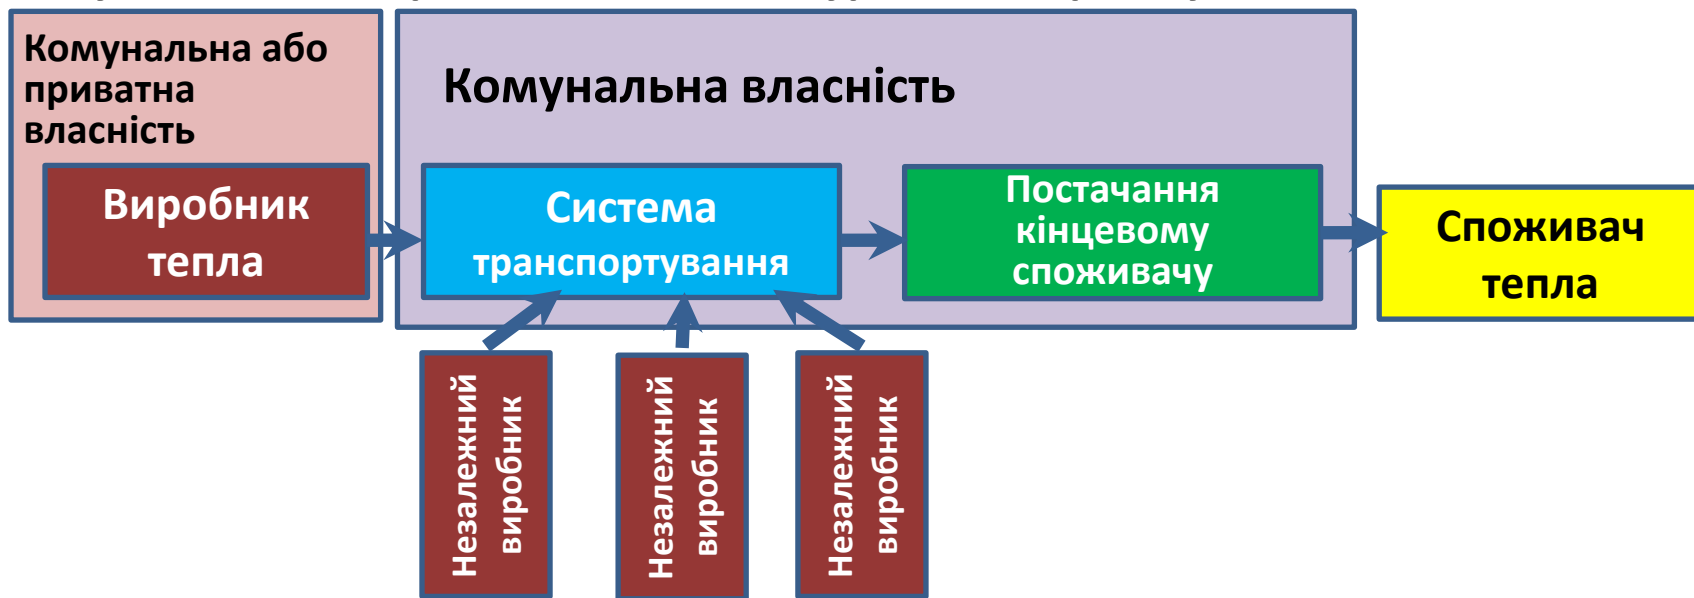 Комунальна або
приватна
власність
Комунальна власність
Виробник
тепла
Система
транспортування
Постачання
кінцевому
споживачу
Споживач
тепла
Незалежний
виробник
Незалежний
виробник
Незалежний
виробник